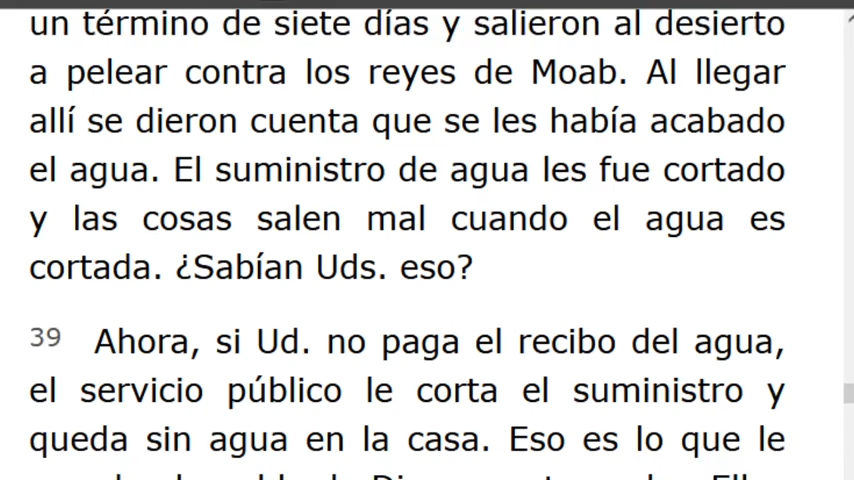 un término de siete días y salieron al desierto
a pelear contra los reyes de Moab. Al llegar
allí se dieron cuenta que se les había acabado
el agua. El suministro de agua les fue cortado
y las cosas salen mal cuando el agua es
cortada. ¿Sabían Uds. eso?
39 Ahora, si Ud. no paga el recibo del agua,
el servicio público le corta el suministro y
queda sin agua en la casa. Eso es lo que le